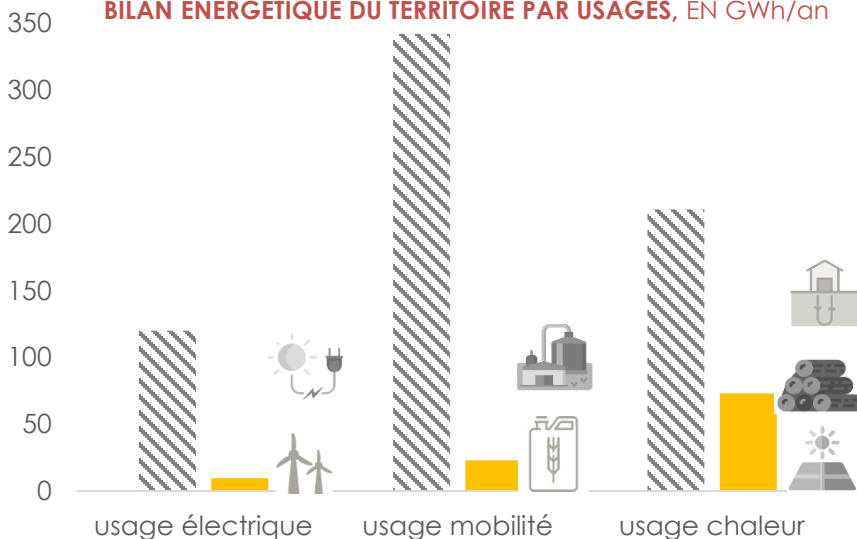 BILAN ÉNERGÉTIQUE DU TERRITOIRE PAR USAGES, EN GWh/an
350
300
250
200
150
100
50
0
usage électrique
usage mobilité
usage chaleur